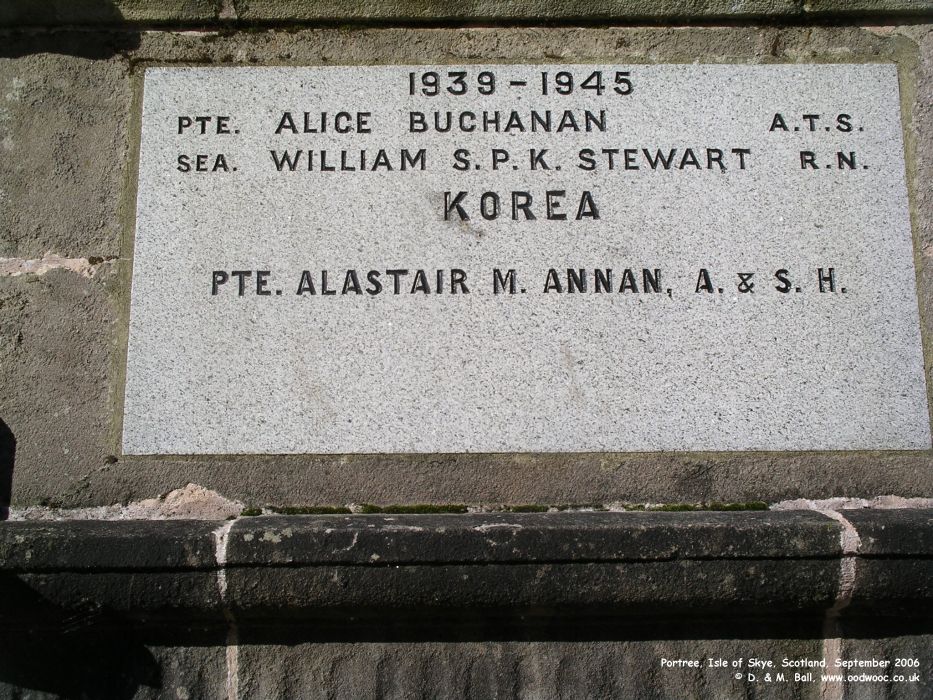 1939 - 1945
PTE. ALICE BUCHANAN A.T.S.
SEA. WILLIAM S.P.K. STEWART R.N.
KOREA
PTE. ALASTAIR M. ANNAN, A. & S. H.
Portree, Isle of Skye, Scotland, September 2006
© D. & M. Ball, www.oodwooc.co.uk